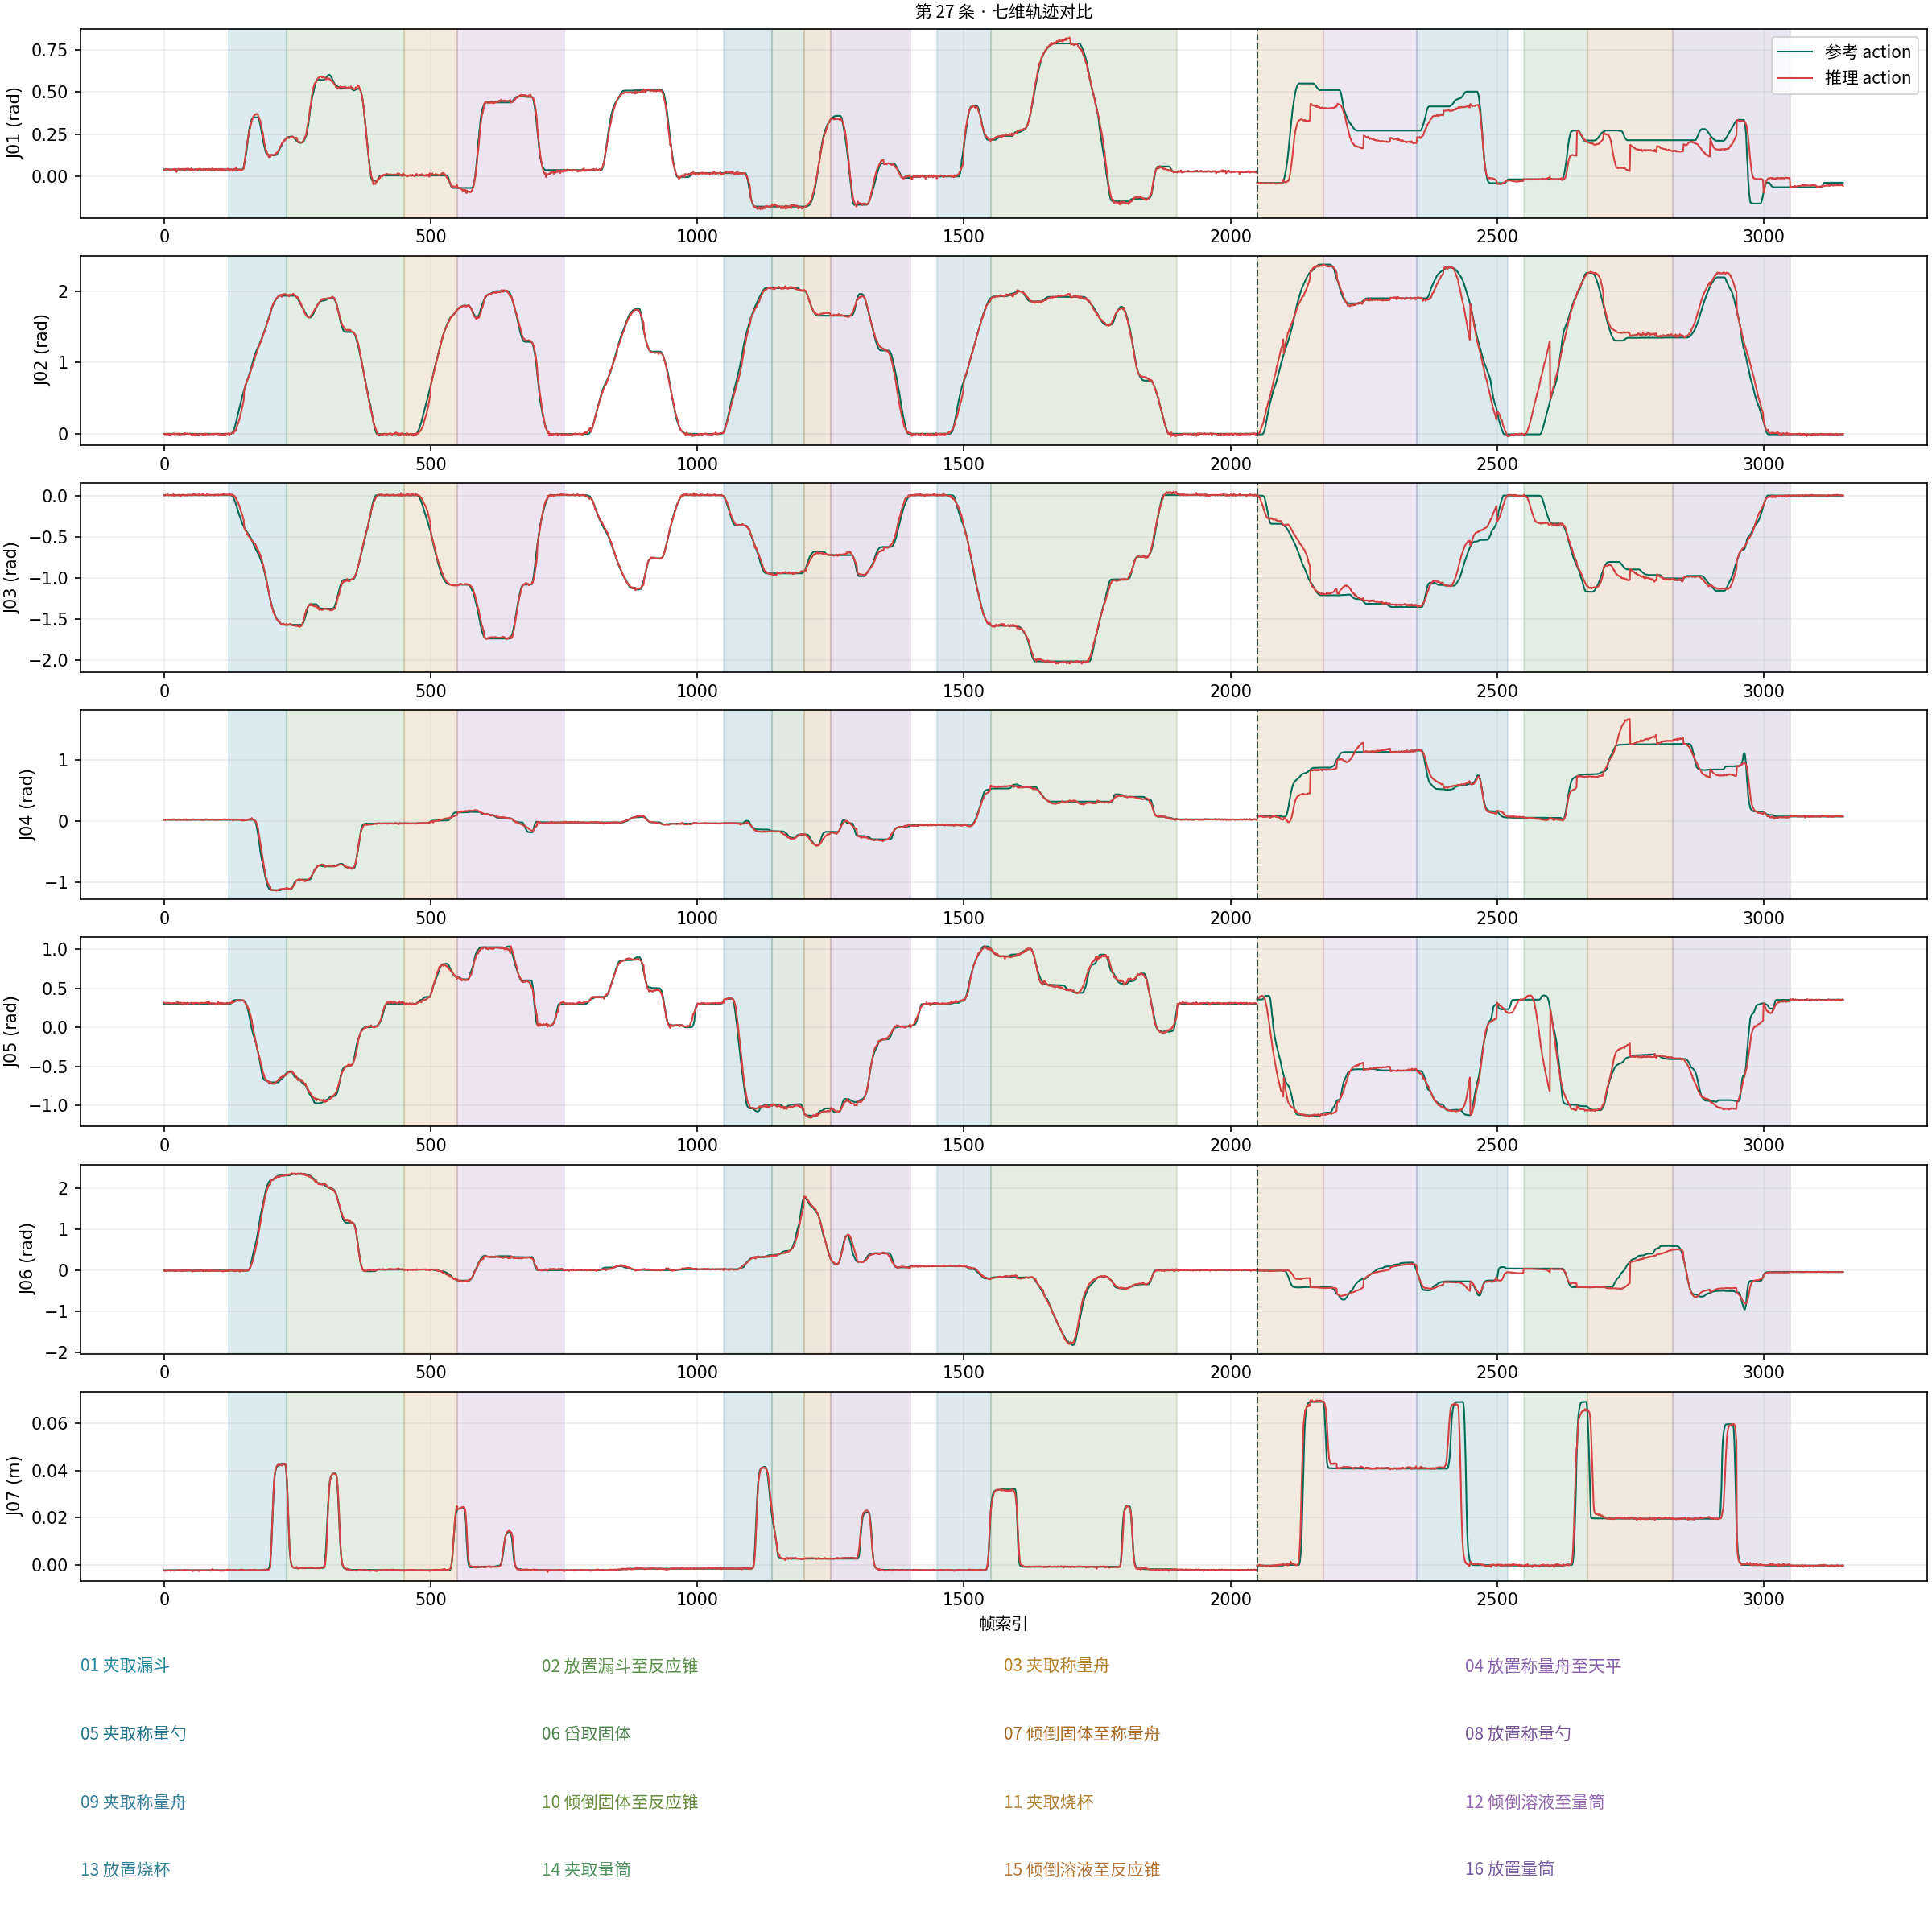 第 27 条 · 七维轨迹对比
参考 action
推理 action
J01 (rad)
0.75
0.50
0.25
0.00
0 500 1000 1500 2000 2500 3000
J02 (rad)
2
1
0
0 500 1000 1500 2000 2500 3000
J03 (rad)
0.0
−0.5
−1.0
−1.5
−2.0
0 500 1000 1500 2000 2500 3000
J04 (rad)
1
0
−1
0 500 1000 1500 2000 2500 3000
J05 (rad)
1.0
0.5
0.0
−0.5
−1.0
0 500 1000 1500 2000 2500 3000
J06 (rad)
2
1
0
−1
−2
0 500 1000 1500 2000 2500 3000
J07 (m)
0.06
0.04
0.02
0.00
0 500 1000 1500 2000 2500 3000
帧索引
01 夹取漏斗 02 放置漏斗至反应锥 03 夹取称量舟 04 放置称量舟至天平
05 夹取称量勺 06 舀取固体 07 倾倒固体至称量舟 08 放置称量勺
09 夹取称量舟 10 倾倒固体至反应锥 11 夹取烧杯 12 倾倒溶液至量筒
13 放置烧杯 14 夹取量筒 15 倾倒溶液至反应锥 16 放置量筒